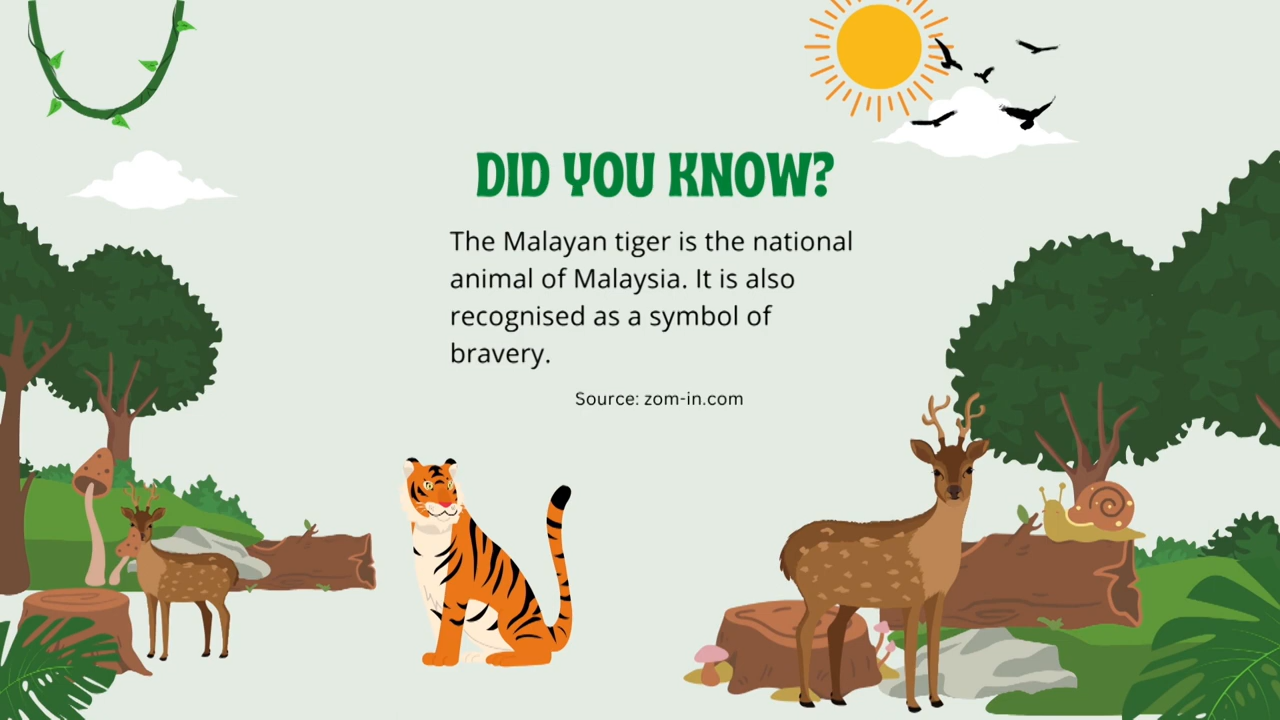 DID YOU KNOW?
The Malayan tiger is the national
animal of Malaysia. It is also
recognised as a symbol of
bravery.
Source: zom-in.com